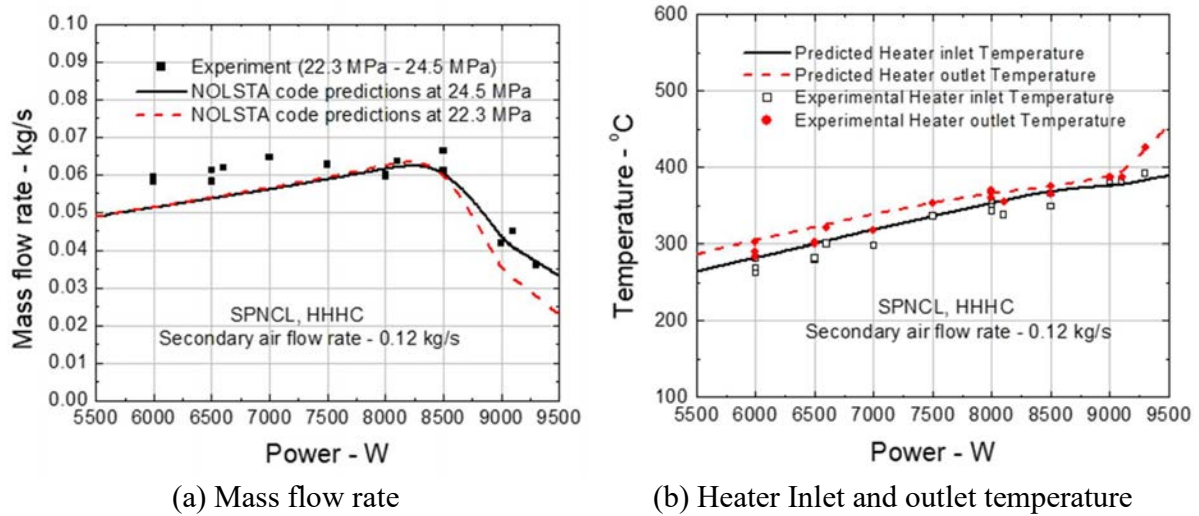 0.10
0.09
0.08
0.07
0.06
0.05
0.04
0.03
0.02
0.01
0.00
Mass flow rate - kg/s
Experiment (22.3 MPa - 24.5 MPa)
NOLSTA code predictions at 24.5 MPa
NOLSTA code predictions at 22.3 MPa
SPNCL, HHHC
Secondary air flow rate - 0.12 kg/s
5500 6000 6500 7000 7500 8000 8500 9000 9500
Power - W
(a) Mass flow rate
600
500
400
300
200
100
Temperature - °C
Predicted Heater inlet Temperature
Predicted Heater outlet Temperature
Experimental Heater inlet Temperature
Experimental Heater outlet Temperature
SPNCL, HHHC
Secondary air flow rate - 0.12 kg/s
5500 6000 6500 7000 7500 8000 8500 9000 9500
Power - W
(b) Heater Inlet and outlet temperature